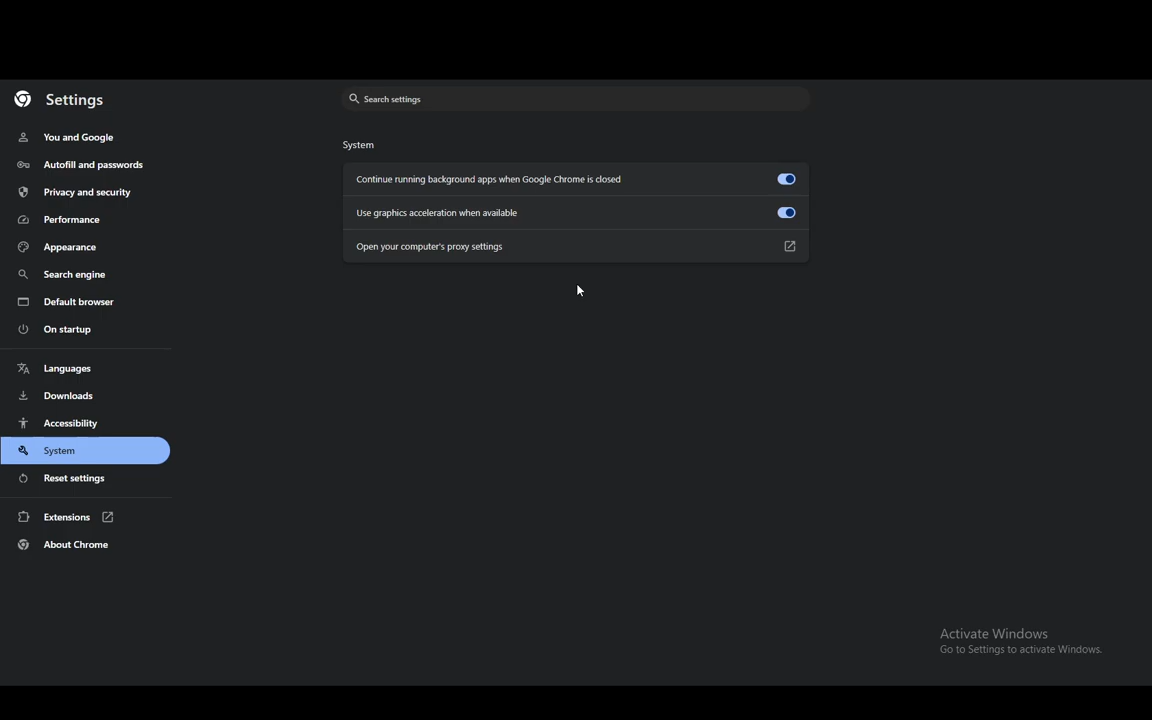 Settings
Search settings
You and Google
Autofill and passwords
Privacy and security
Performance
Appearance
Search engine
Default browser
On startup
Languages
Downloads
Accessibility
System
Reset settings
Extensions
About Chrome
System
Continue running background apps when Google Chrome is closed
Use graphics acceleration when available
Open your computer's proxy settings
Activate Windows
Go to Settings to activate Windows.